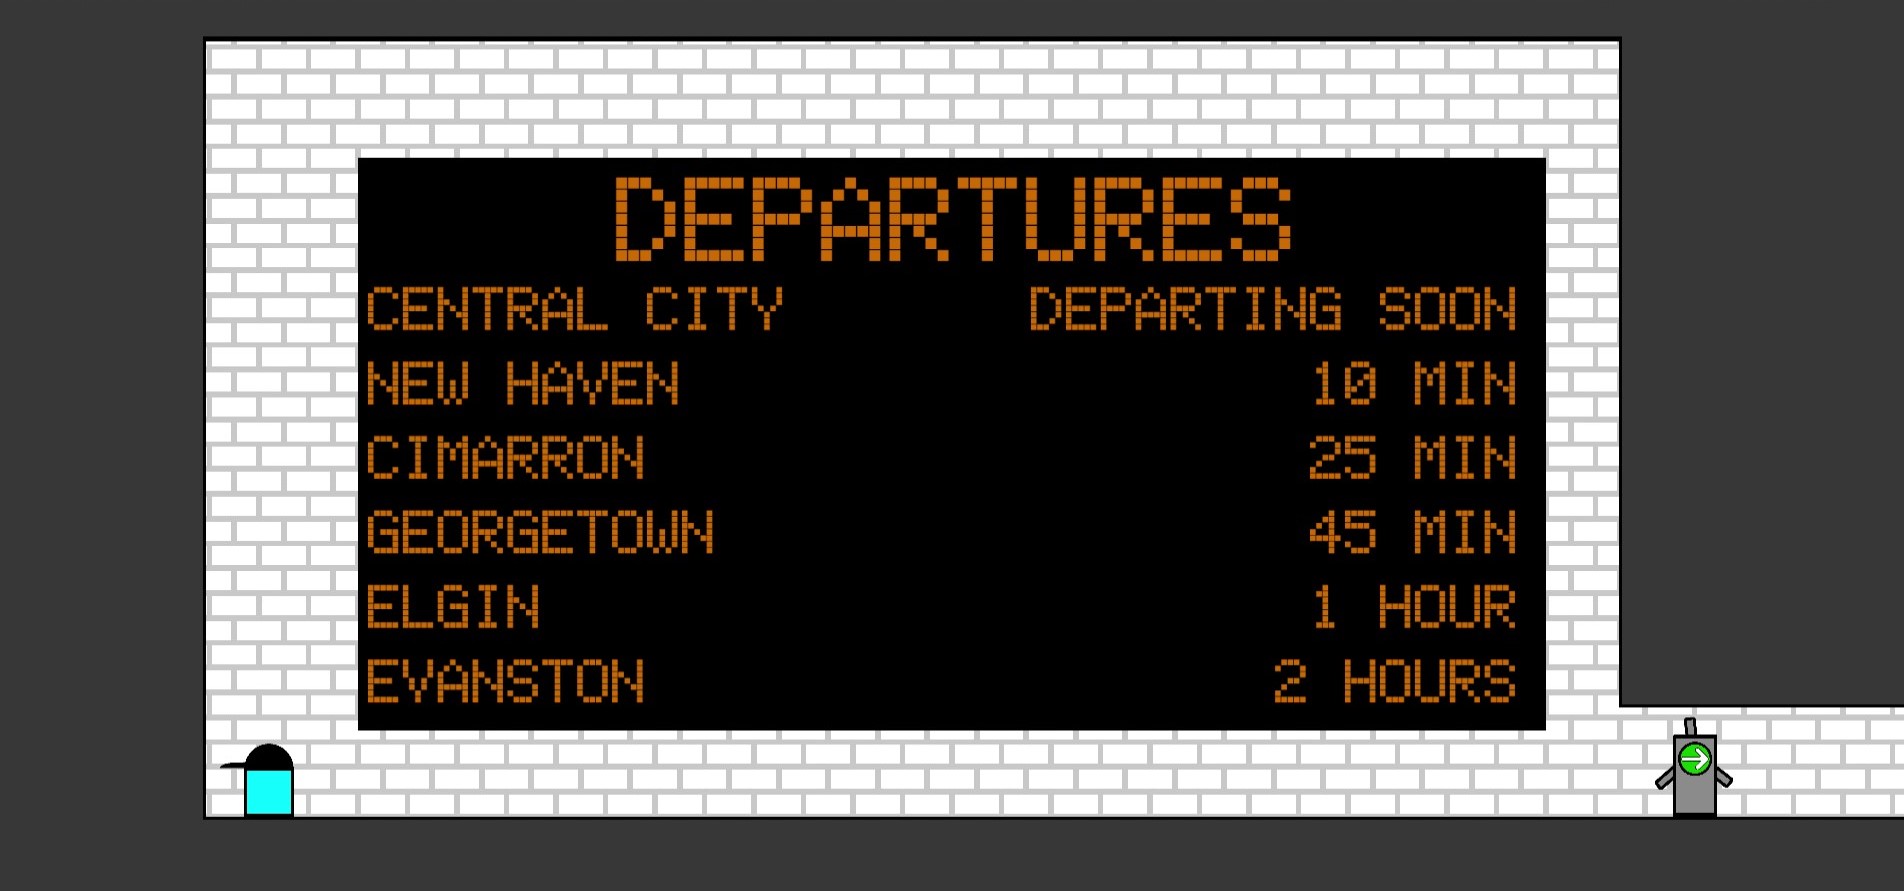 DEPARTURES
CENTRAL CITY DEPARTING SOON
NEW HAVEN 10 MIN
CIMARRON 25 MIN
GEORGETOWN 45 MIN
ELGIN 1 HOUR
EVANSTON 2 HOURS